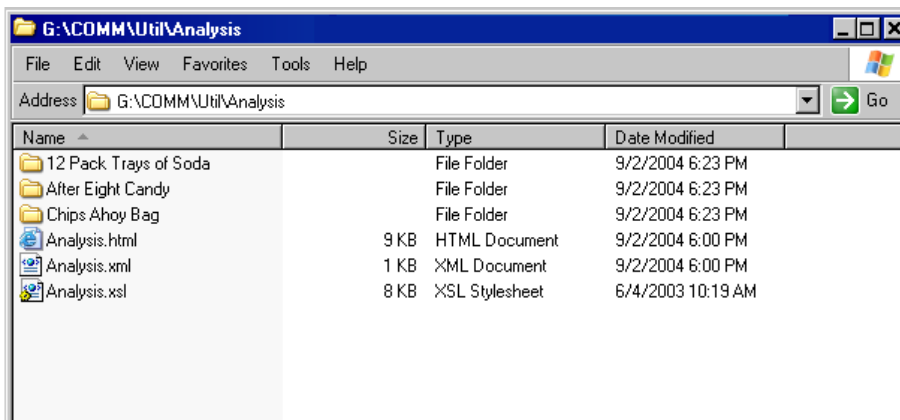 G:\COMM\Util\Analysis
File Edit View Favorites Tools Help
Address G:\COMM\Util\Analysis Go
Name Size Type Date Modified
12 Pack Trays of Soda File Folder 9/2/2004 6:23 PM
After Eight Candy File Folder 9/2/2004 6:23 PM
Chips Ahoy Bag File Folder 9/2/2004 6:23 PM
Analysis.html 9 KB HTML Document 9/2/2004 6:00 PM
Analysis.xml 1 KB XML Document 9/2/2004 6:00 PM
Analysis.xsl 8 KB XSL Stylesheet 6/4/2003 10:19 AM